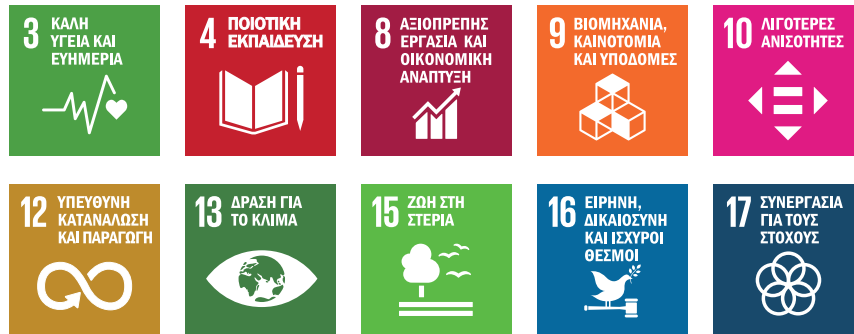 3 ΚΑΛΗ
ΥΓΕΙΑ ΚΑΙ
ΕΥΗΜΕΡΙΑ
4 ΠΟΙΟΤΙΚΗ
ΕΚΠΑΙΔΕΥΣΗ
8 ΑΞΙΟΠΡΕΠΗΣ
ΕΡΓΑΣΙΑ ΚΑΙ
ΟΙΚΟΝΟΜΙΚΗ
ΑΝΑΠΤΥΞΗ
9 ΒΙΟΜΗΧΑΝΙΑ,
ΚΑΙΝΟΤΟΜΙΑ
ΚΑΙ ΥΠΟΔΟΜΕΣ
10 ΛΙΓΟΤΕΡΕΣ
ΑΝΙΣΟΤΗΤΕΣ
12 ΥΠΕΥΘΥΝΗ
ΚΑΤΑΝΑΛΩΣΗ
ΚΑΙ ΠΑΡΑΓΩΓΗ
13 ΔΡΑΣΗ ΓΙΑ
ΤΟ ΚΛΙΜΑ
15 ΖΩΗ ΣΤΗ
ΣΤΕΡΙΑ
16 ΕΙΡΗΝΗ,
ΔΙΚΑΙΟΣΥΝΗ
ΚΑΙ ΙΣΧΥΡΟΙ
ΘΕΣΜΟΙ
17 ΣΥΝΕΡΓΑΣΙΑ
ΓΙΑ ΤΟΥΣ
ΣΤΟΧΟΥΣ